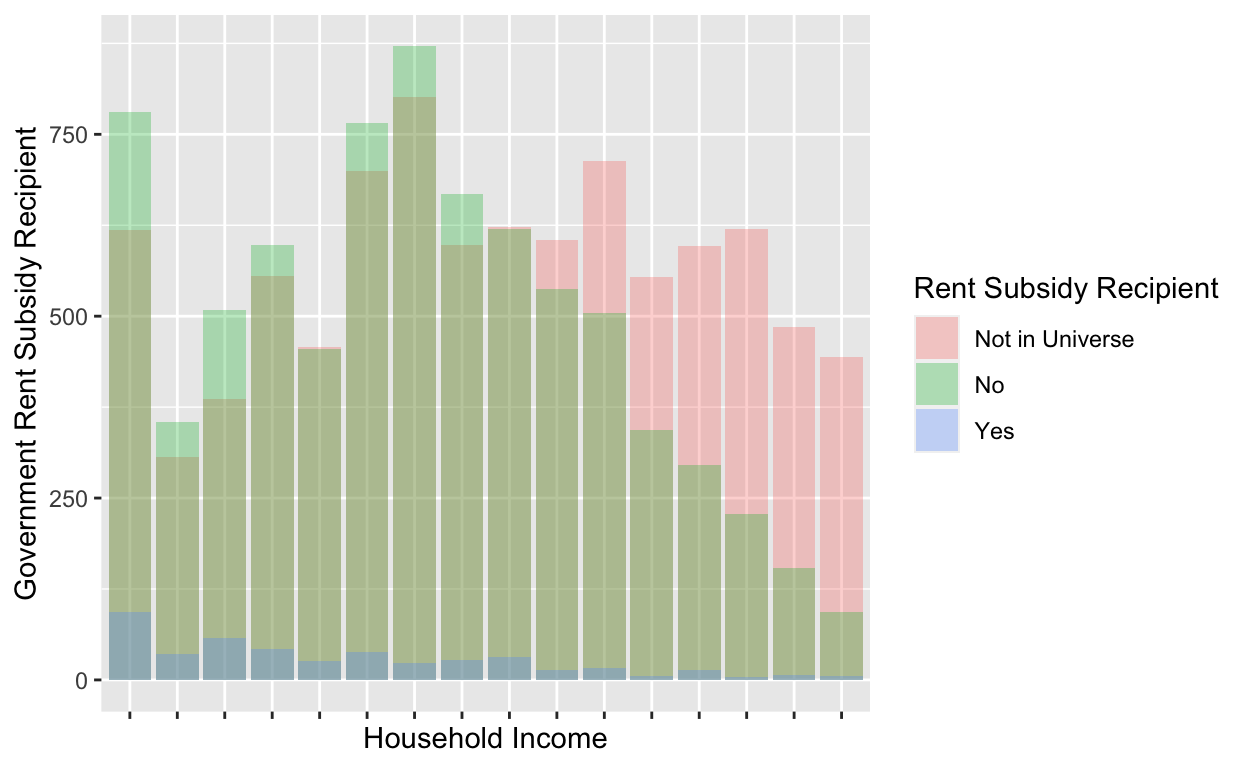 Government Rent Subsidy Recipient
750
500
250
0
Household Income
Rent Subsidy Recipient
Not in Universe
No
Yes